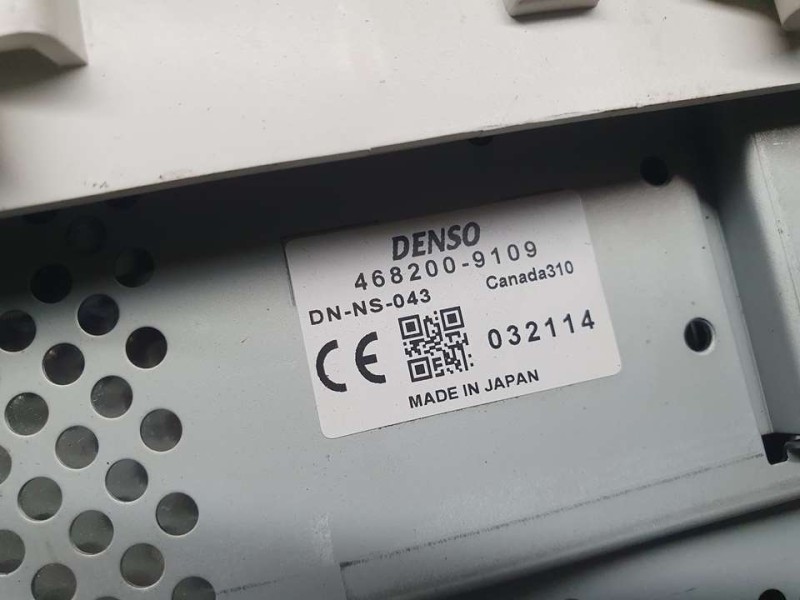 DENSO
468200-9109
DN-NS-043 Canada310
CE 032114
MADE IN JAPAN